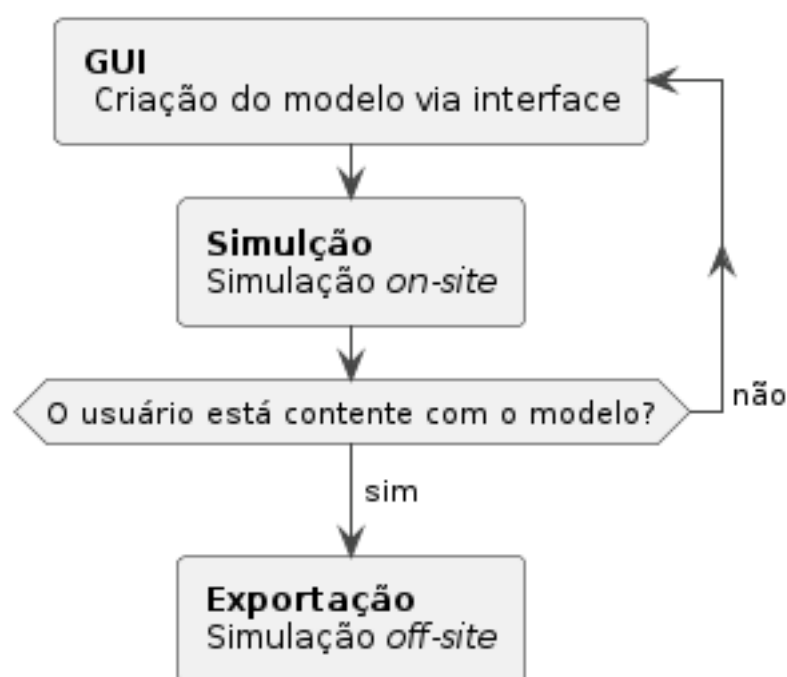 GUI
Criação do modelo via interface
Simulção
Simulação on-site
O usuário está contente com o modelo?
não
sim
Exportação
Simulação off-site